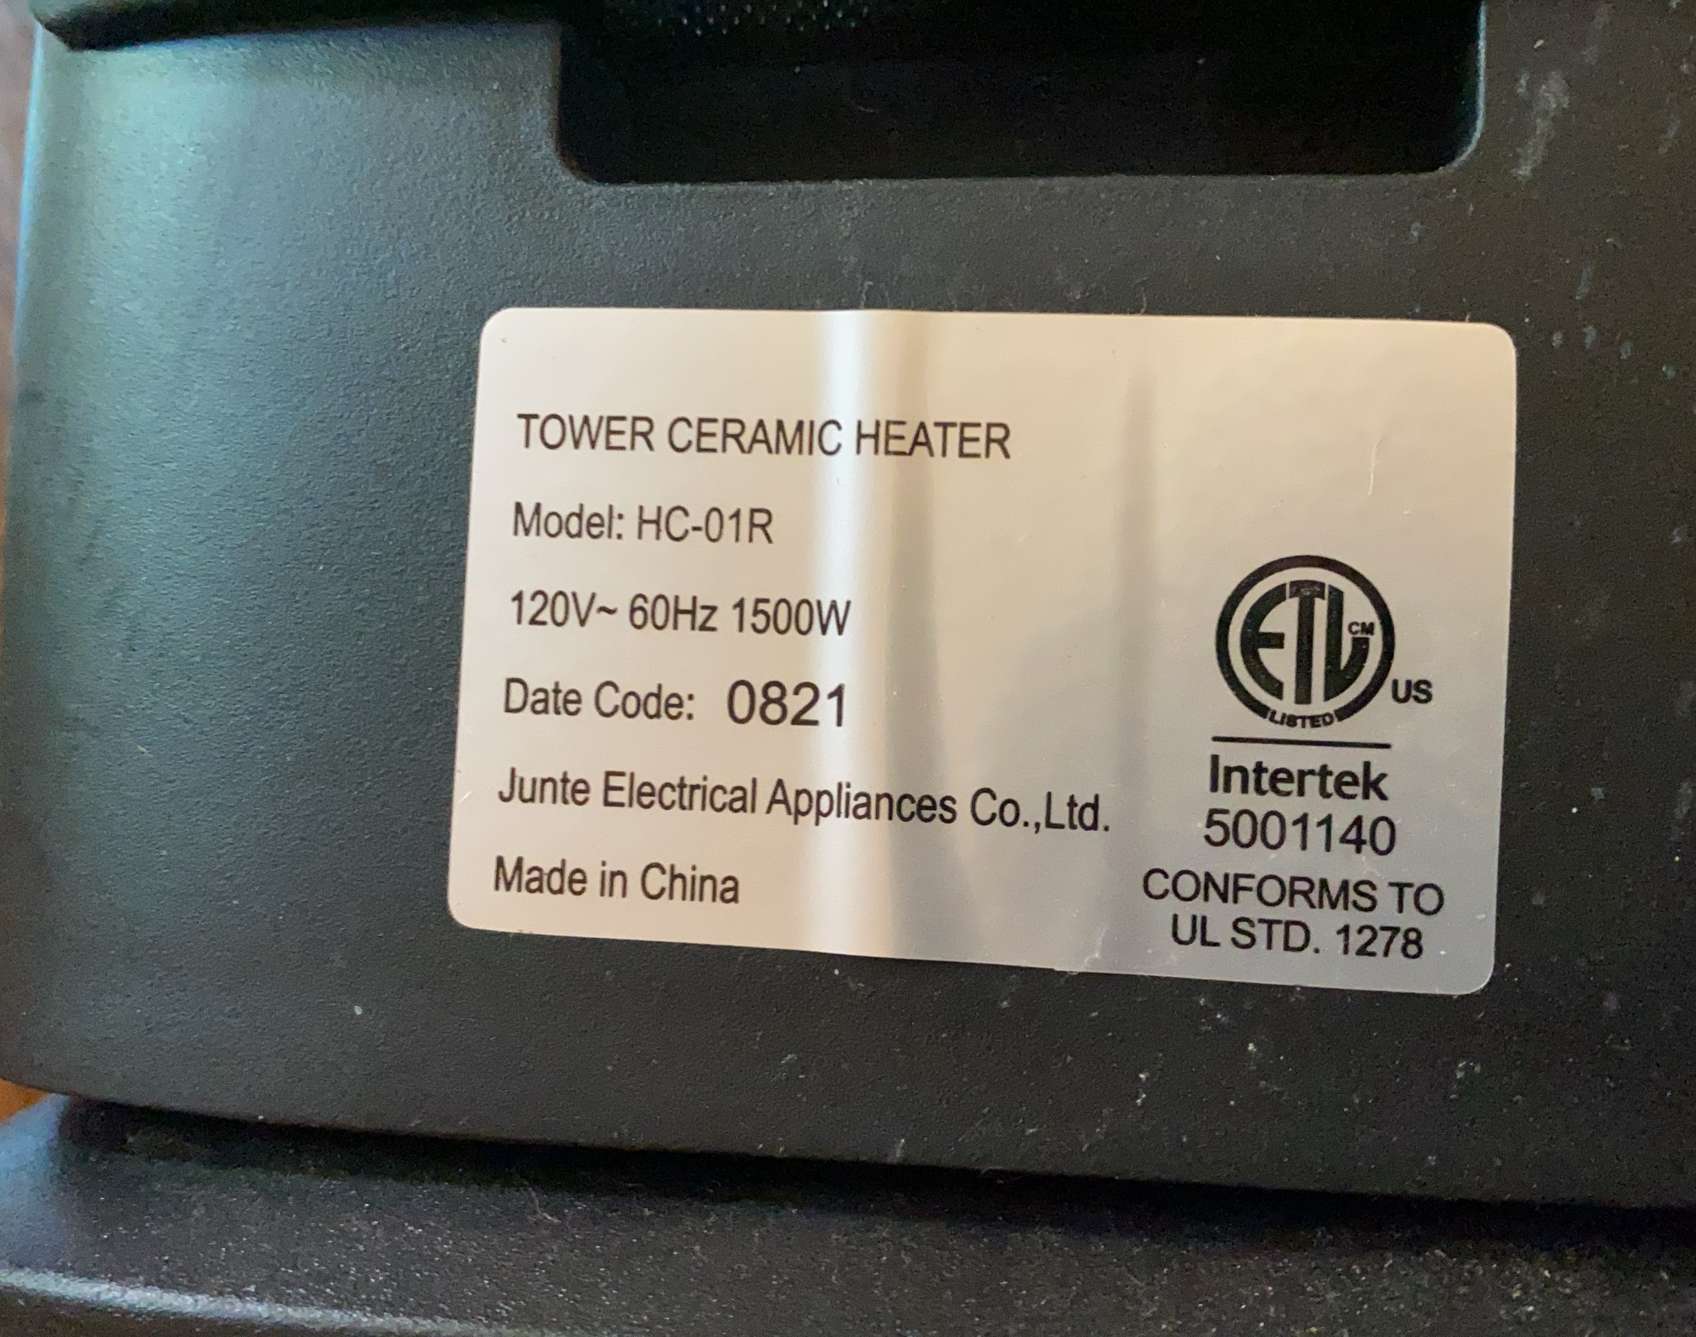 TOWER CERAMIC HEATER
Model: HC-01R
120V~ 60Hz 1500W
Date Code: 0821
Junte Electrical Appliances Co.,Ltd.
Made in China
ETL CM
LISTED
US
Intertek
5001140
CONFORMS TO
UL STD. 1278